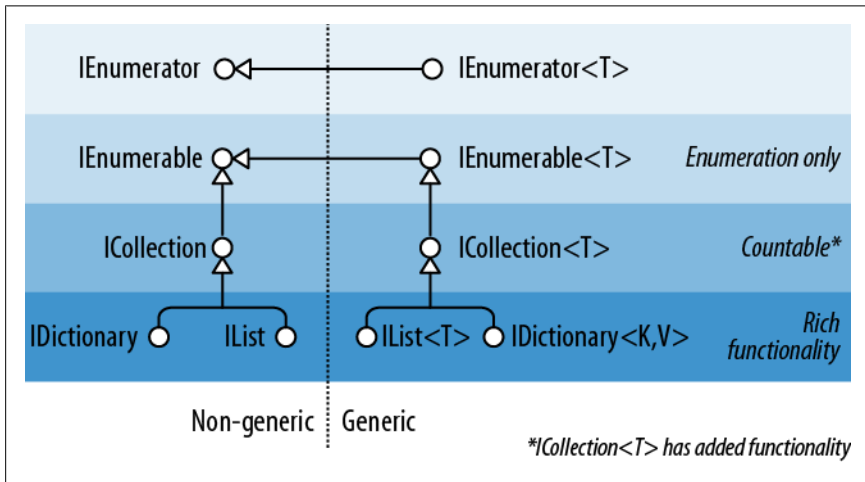 IEnumerator IEnumerator<T>
IEnumerable IEnumerable<T> Enumeration only
ICollection ICollection<T> Countable*
IDictionary IList IList<T> IDictionary<K,V> Rich
functionality
Non-generic Generic
*ICollection<T> has added functionality